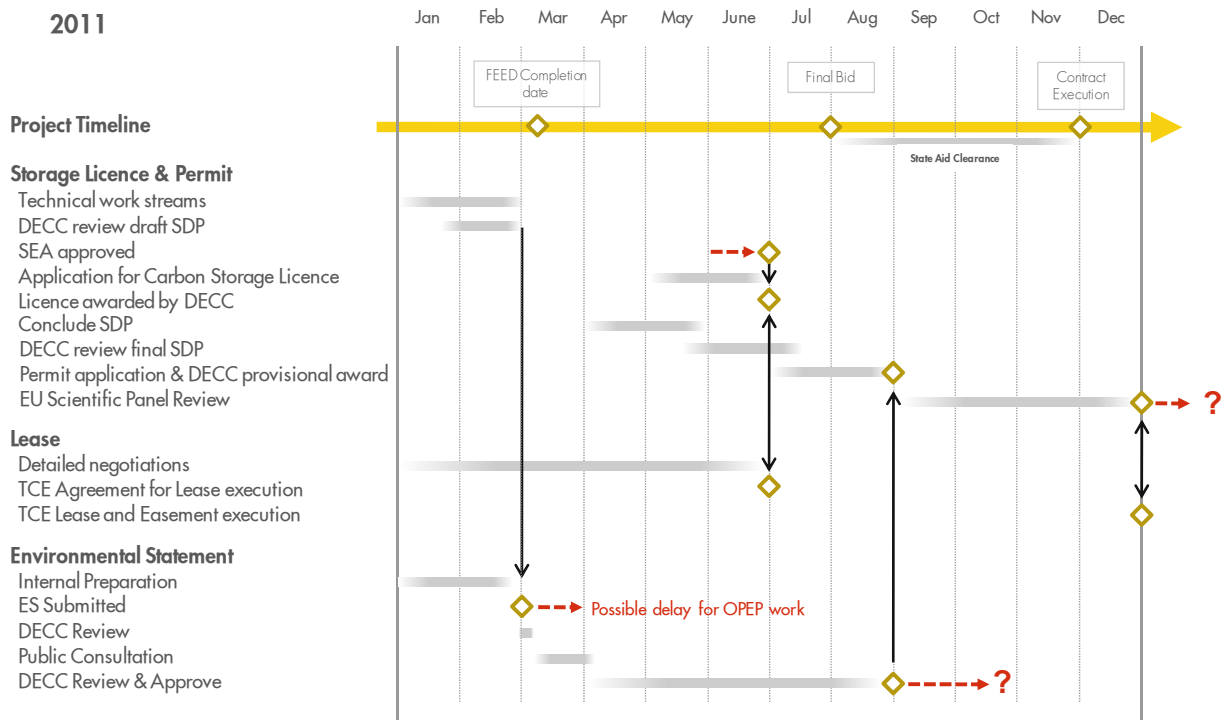 2011
Jan Feb Mar Apr May June Jul Aug Sep Oct Nov Dec
FEED Completion
date
Final Bid
Contract
Execution
Project Timeline
State Aid Clearance
Storage Licence & Permit
Technical work streams
DECC review draft SDP
SEA approved
Application for Carbon Storage Licence
Licence awarded by DECC
Conclude SDP
DECC review final SDP
Permit application & DECC provisional award
EU Scientific Panel Review
?
Lease
Detailed negotiations
TCE Agreement for Lease execution
TCE Lease and Easement execution
Environmental Statement
Internal Preparation
ES Submitted
Possible delay for OPEP work
DECC Review
Public Consultation
DECC Review & Approve
?